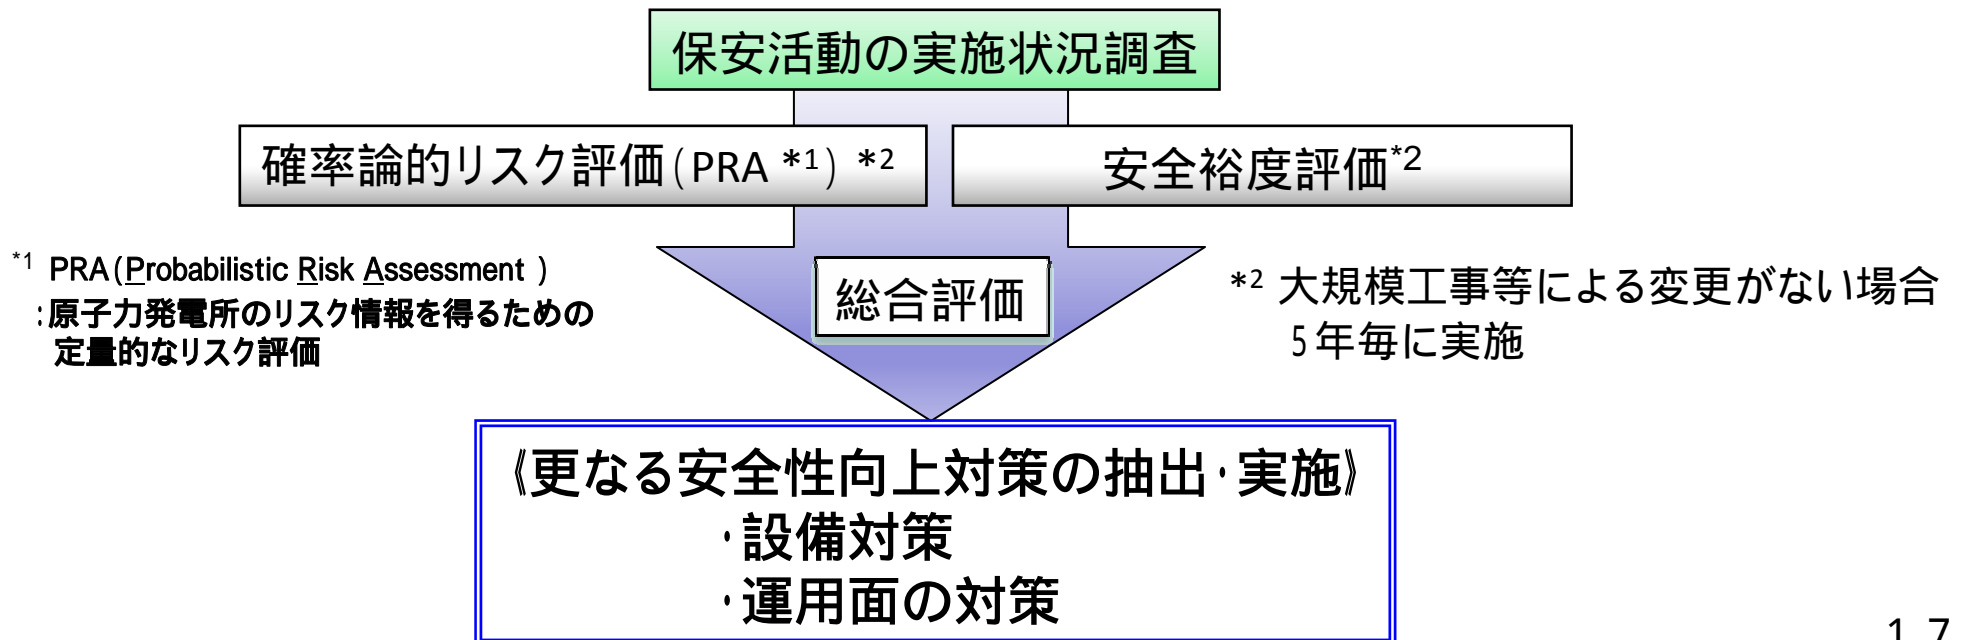 保安活動の実施状況調査
確率論的リスク評価(PRA *1) *2
安全裕度評価*2
*1 PRA(Probabilistic Risk Assessment )
:原子力発電所のリスク情報を得るための
定量的なリスク評価
総合評価
*2 大規模工事等による変更がない場合
5年毎に実施
《更なる安全性向上対策の抽出・実施》
・設備対策
・運用面の対策
17